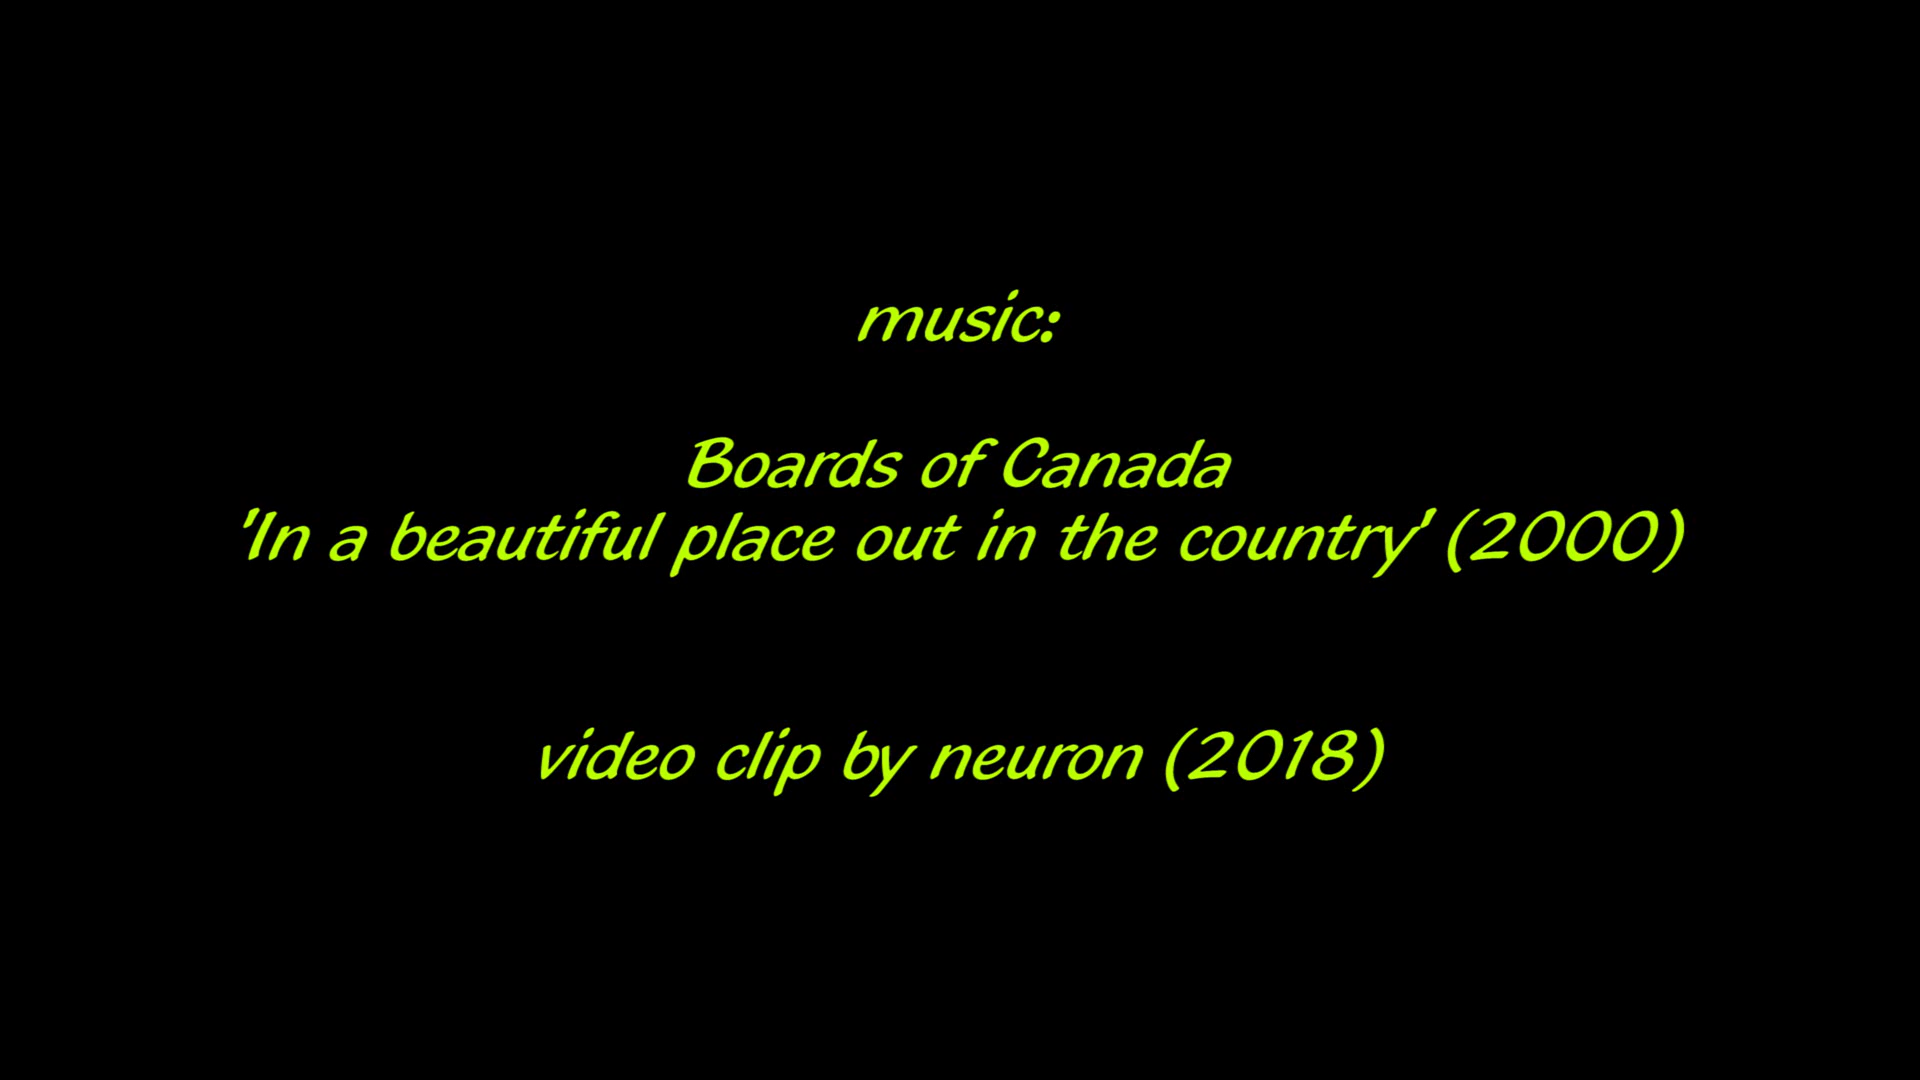 music:
Boards of Canada
'In a beautiful place out in the country' (2000)
video clip by neuron (2018)